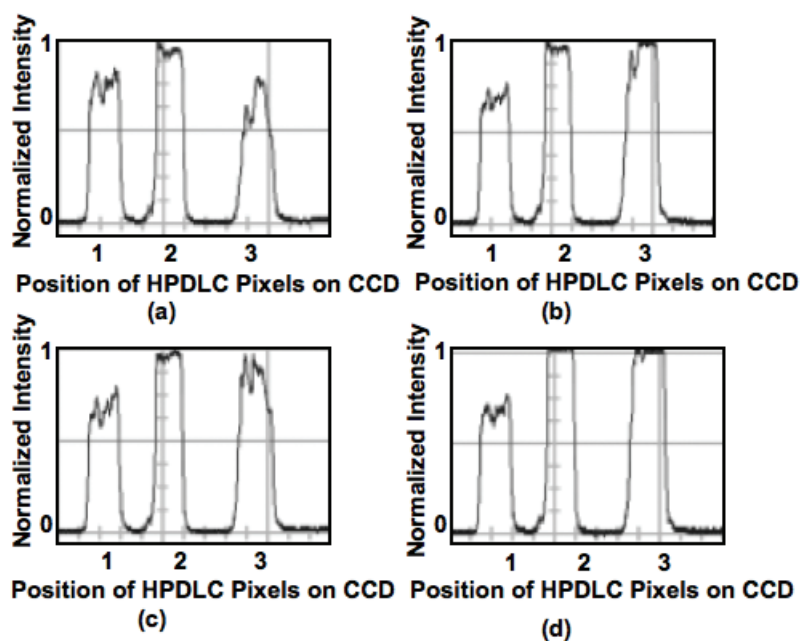 Normalized Intensity
1
0
1 2 3
Position of HPDLC Pixels on CCD
(a)
Normalized Intensity
1
0
1 2 3
Position of HPDLC Pixels on CCD
(b)
Normalized Intensity
1
0
1 2 3
Position of HPDLC Pixels on CCD
(c)
Normalized Intensity
1
0
1 2 3
Position of HPDLC Pixels on CCD
(d)